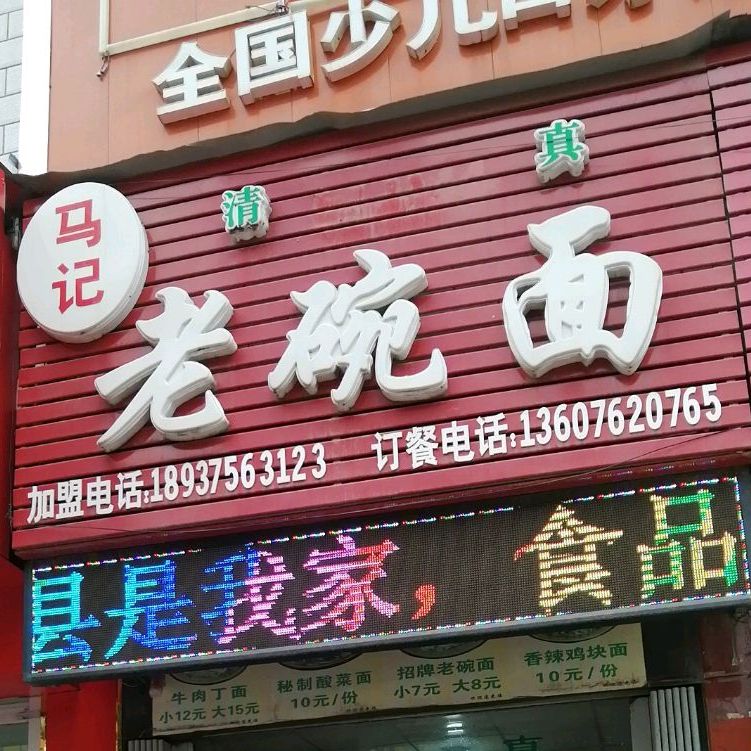 全国少儿
清真
马记
老碗面
加盟电话:18937563123
订餐电话:13607620765
县是我家，食品
牛肉丁面
小12元 大15元
秘制酸菜面
10元/份
招牌老碗面
小7元 大8元
香辣鸡块面
10元/份
真